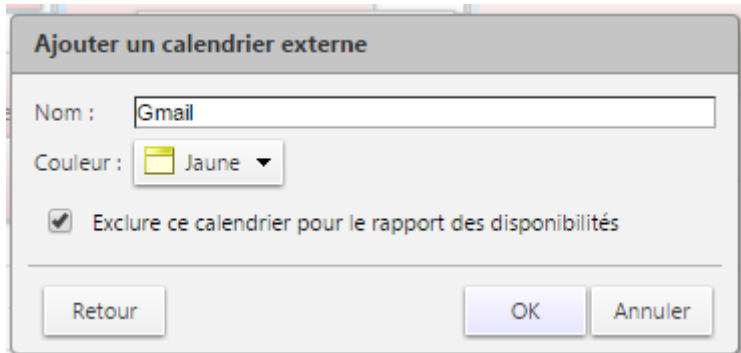 Ajouter un calendrier externe
Nom : Gmail
Couleur : Jaune
Exclure ce calendrier pour le rapport des disponibilités
Retour OK Annuler